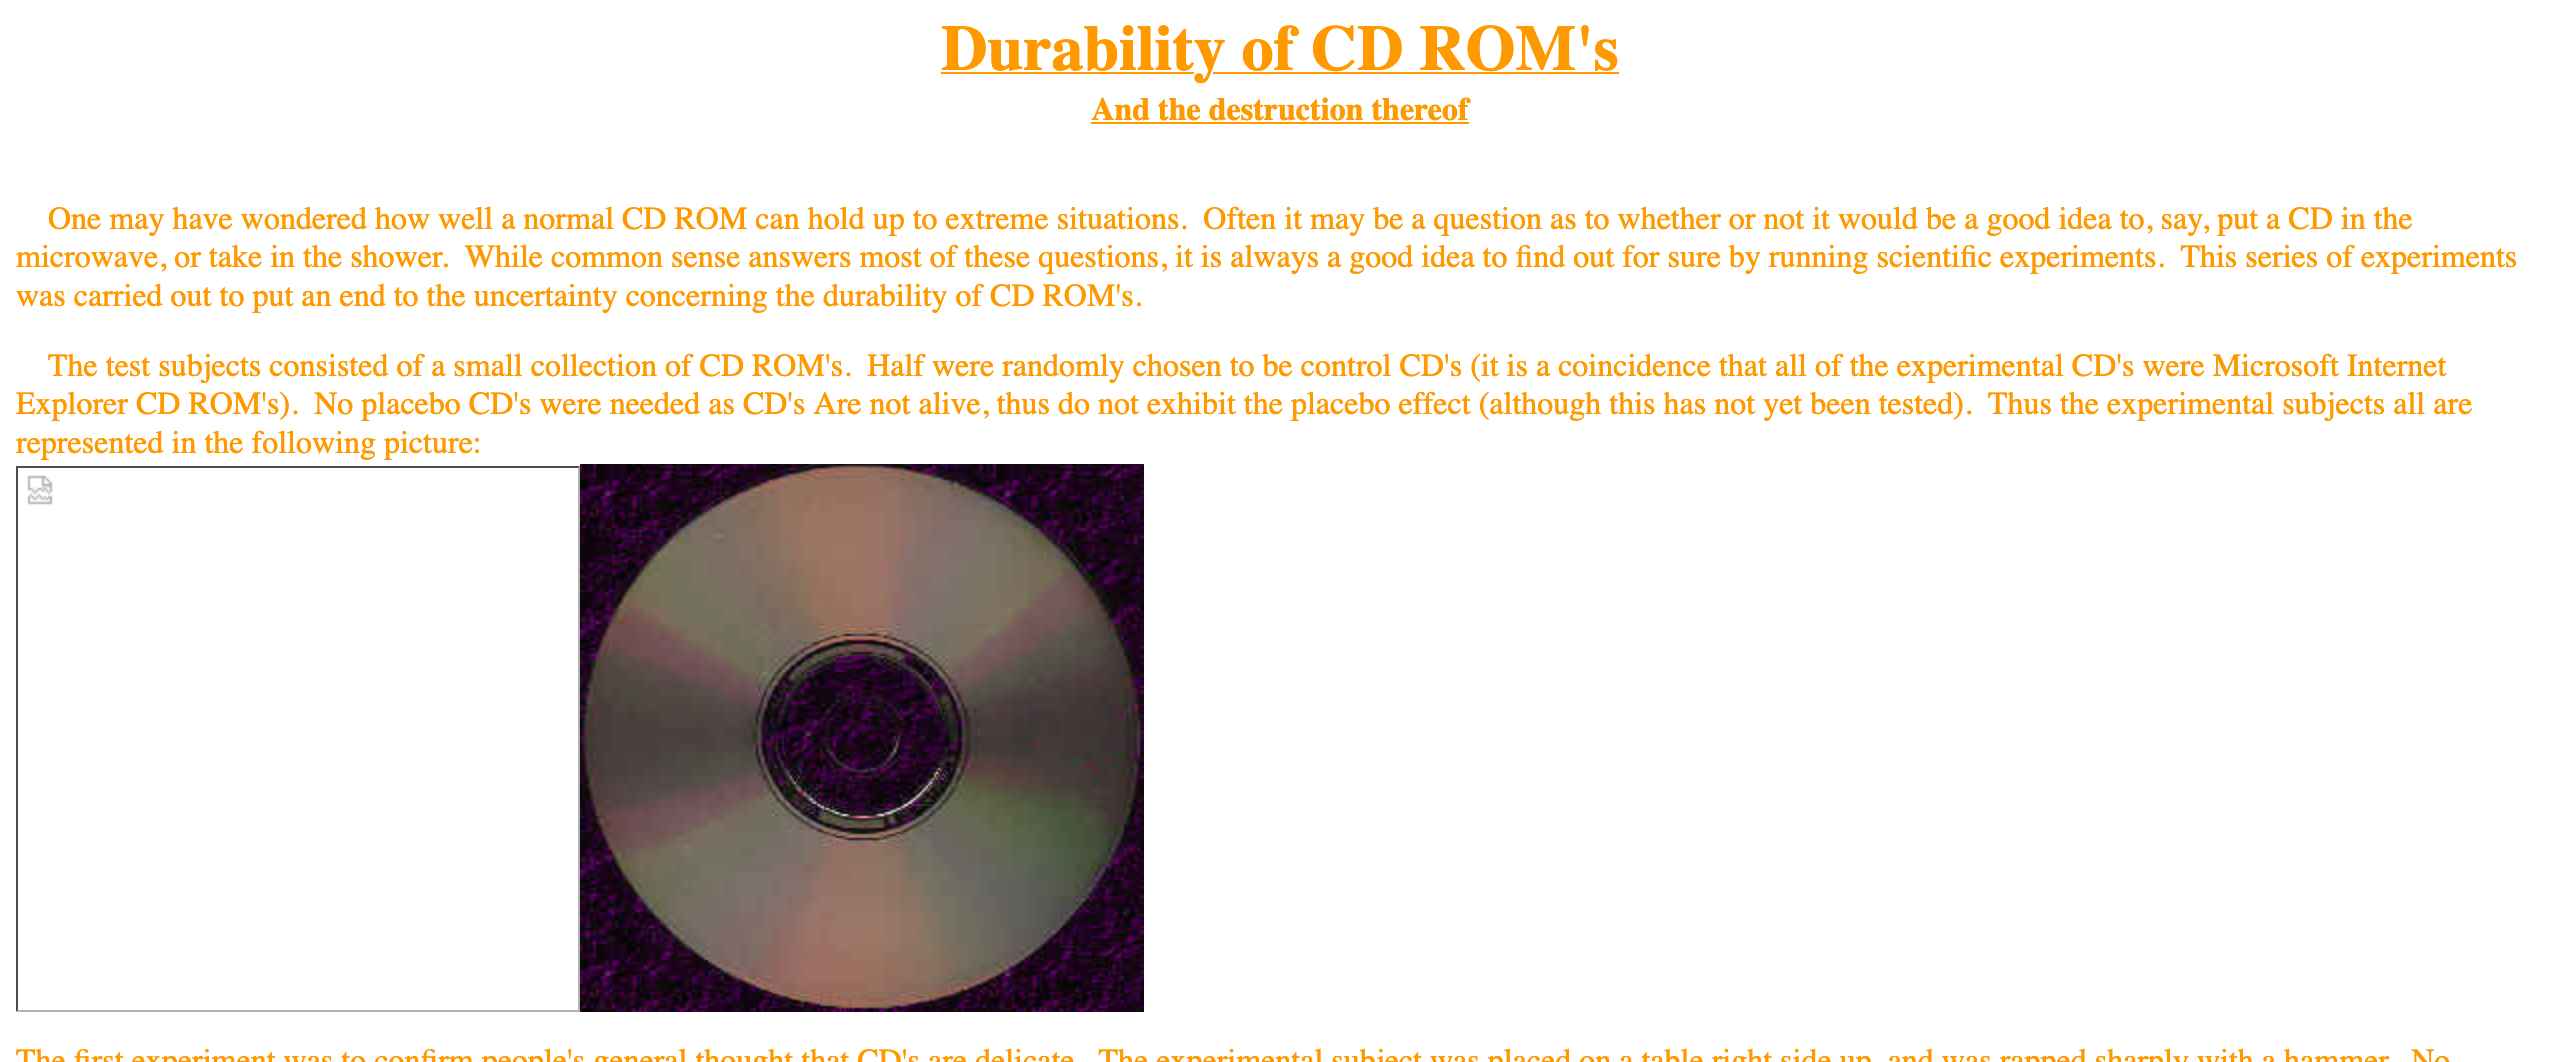 Durability of CD ROM's
And the destruction thereof
One may have wondered how well a normal CD ROM can hold up to extreme situations.  Often it may be a question as to whether or not it would be a good idea to, say, put a CD in the
microwave, or take in the shower.  While common sense answers most of these questions, it is always a good idea to find out for sure by running scientific experiments.  This series of experiments
was carried out to put an end to the uncertainty concerning the durability of CD ROM's.
The test subjects consisted of a small collection of CD ROM's.  Half were randomly chosen to be control CD's (it is a coincidence that all of the experimental CD's were Microsoft Internet
Explorer CD ROM's).  No placebo CD's were needed as CD's Are not alive, thus do not exhibit the placebo effect (although this has not yet been tested).  Thus the experimental subjects all are
represented in the following picture:
The first experiment was to confirm people's general thought that CD's are delicate.  The experimental subject was placed on a table right side up, and was rapped sharply with a hammer.  No